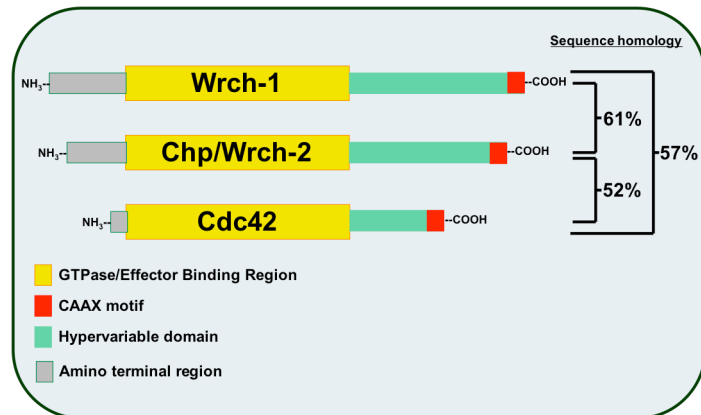 Sequence homology
NH₃-- Wrch-1 --COOH
61%
NH₃-- Chp/Wrch-2 --COOH
57%
52%
NH₃-- Cdc42 --COOH
GTPase/Effector Binding Region
CAAX motif
Hypervariable domain
Amino terminal region